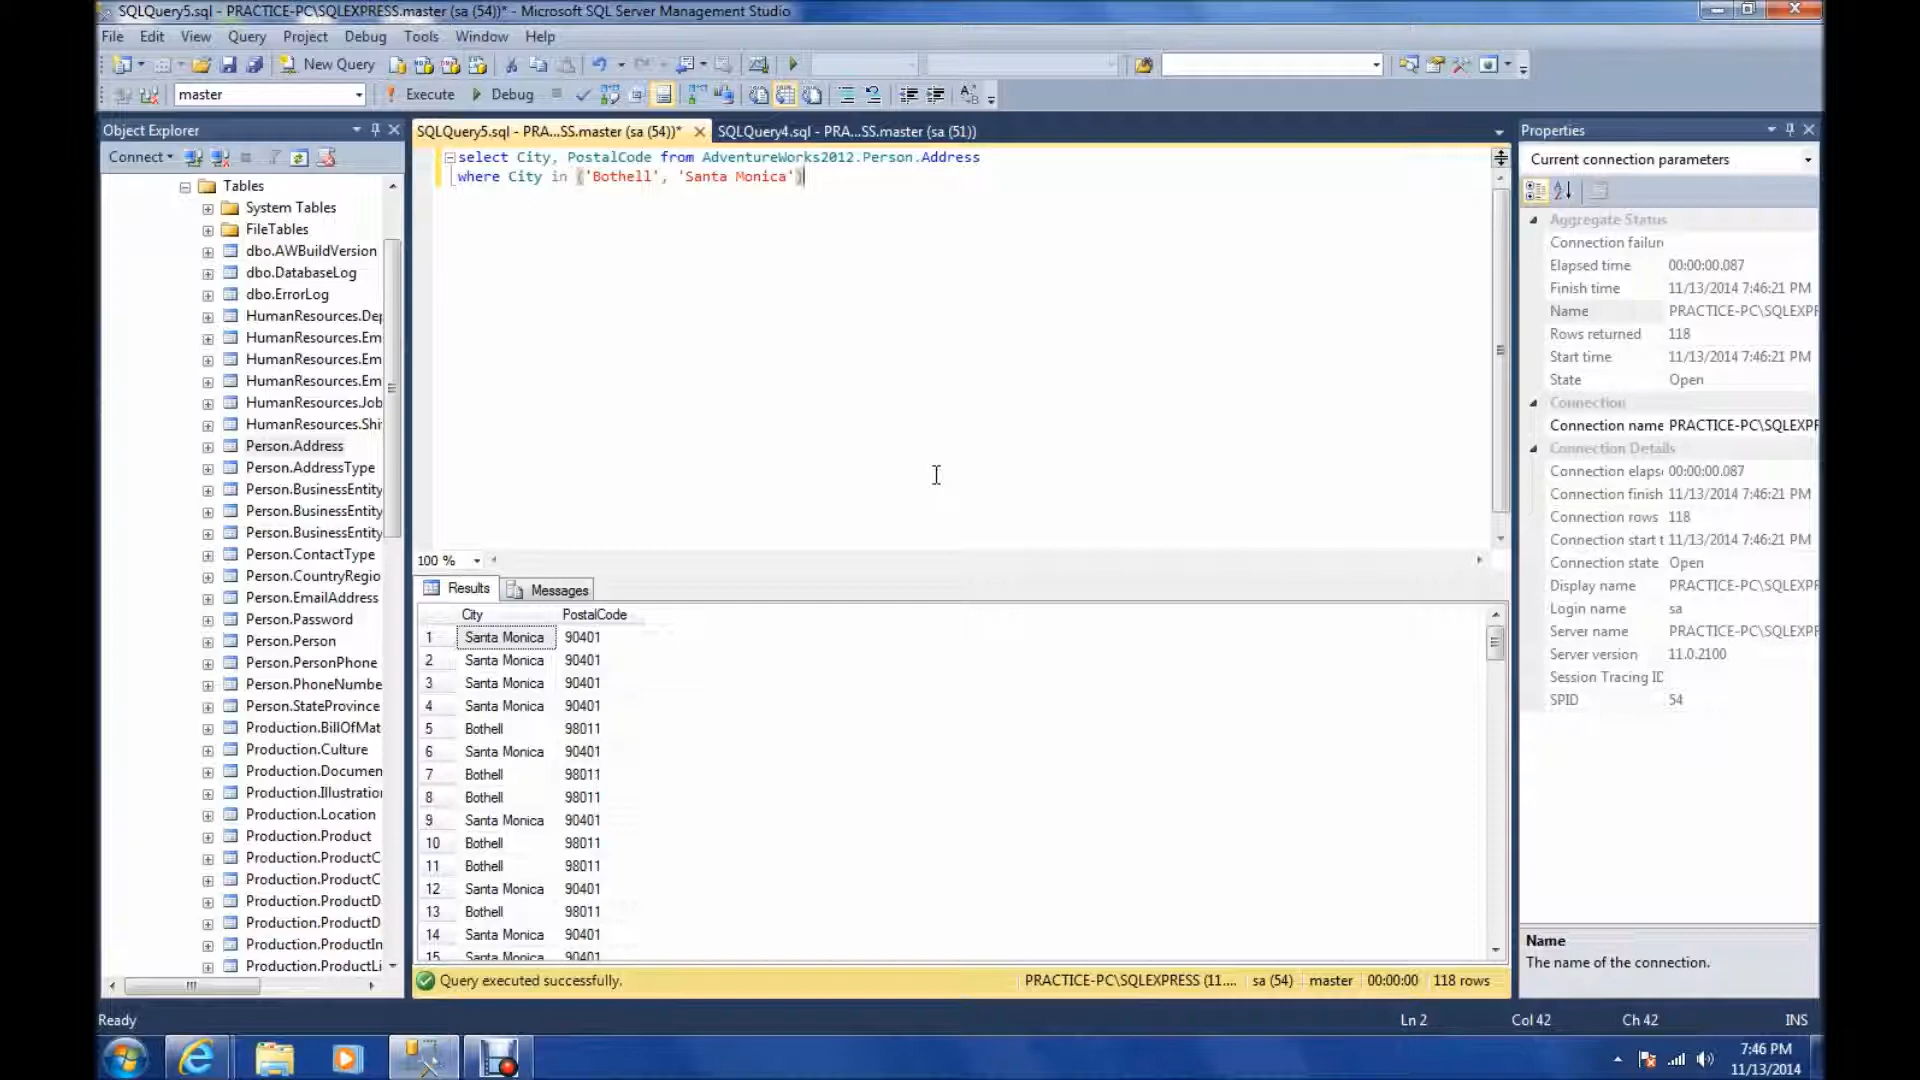 SQLQuery5.sql - PRACTICE-PC\SQLEXPRESS.master (sa (54))* - Microsoft SQL Server Management Studio
File Edit View Query Project Debug Tools Window Help
New Query
master Execute Debug
Object Explorer
Connect
Tables
System Tables
FileTables
dbo.AWBuildVersion
dbo.DatabaseLog
dbo.ErrorLog
HumanResources.Dep
HumanResources.Em
HumanResources.Em
HumanResources.Em
HumanResources.Job
HumanResources.Shi
Person.Address
Person.AddressType
Person.BusinessEntity
Person.BusinessEntity
Person.BusinessEntity
Person.ContactType
Person.CountryRegio
Person.EmailAddress
Person.Password
Person.Person
Person.PersonPhone
Person.PhoneNumbe
Person.StateProvince
Production.BillOfMat
Production.Culture
Production.Documen
Production.Illustratio
Production.Location
Production.Product
Production.ProductC
Production.ProductC
Production.ProductD
Production.ProductD
Production.ProductIn
Production.ProductLi
SQLQuery5.sql - PRA...SS.master (sa (54))* SQLQuery4.sql - PRA...SS.master (sa (51))
select City, PostalCode from AdventureWorks2012.Person.Address
where City in ('Bothell', 'Santa Monica')
100 %
Results Messages
City PostalCode
1 Santa Monica 90401
2 Santa Monica 90401
3 Santa Monica 90401
4 Santa Monica 90401
5 Bothell 98011
6 Santa Monica 90401
7 Bothell 98011
8 Bothell 98011
9 Santa Monica 90401
10 Bothell 98011
11 Bothell 98011
12 Santa Monica 90401
13 Bothell 98011
14 Santa Monica 90401
15 Santa Monica 90401
Query executed successfully. PRACTICE-PC\SQLEXPRESS (11.... sa (54) master 00:00:00 118 rows
Properties
Current connection parameters
Aggregate Status
Connection failur
Elapsed time 00:00:00.087
Finish time 11/13/2014 7:46:21 PM
Name PRACTICE-PC\SQLEXPR
Rows returned 118
Start time 11/13/2014 7:46:21 PM
State Open
Connection
Connection name PRACTICE-PC\SQLEXPR
Connection Details
Connection elaps 00:00:00.087
Connection finish 11/13/2014 7:46:21 PM
Connection rows 118
Connection start t 11/13/2014 7:46:21 PM
Connection state Open
Display name PRACTICE-PC\SQLEXPR
Login name sa
Server name PRACTICE-PC\SQLEXPR
Server version 11.0.2100
Session Tracing ID
SPID 54
Name
The name of the connection.
Ready Ln 2 Col 42 Ch 42 INS
7:46 PM
11/13/2014